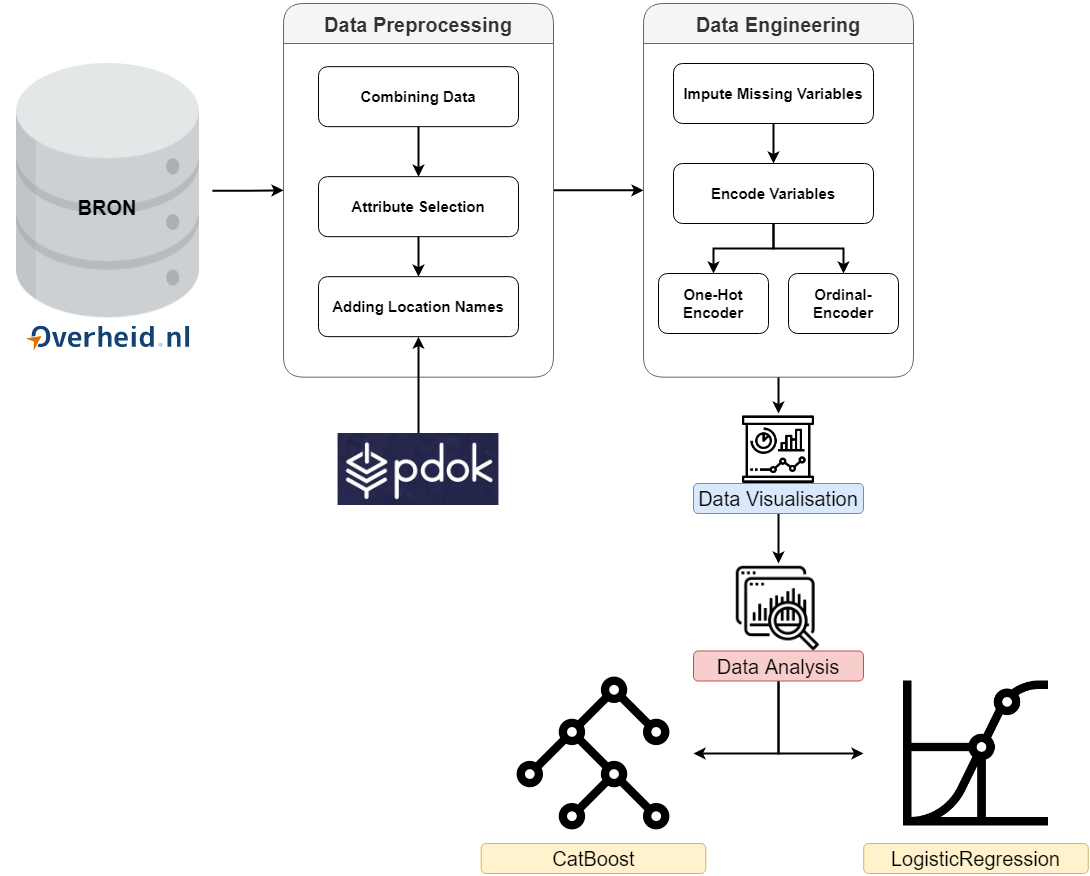 Data Preprocessing
Data Engineering
Combining Data
Impute Missing Variables
BRON
Attribute Selection
Encode Variables
Adding Location Names
One-Hot
Encoder
Ordinal-
Encoder
Overheid.nl
pdok
Data Visualisation
Data Analysis
CatBoost
LogisticRegression